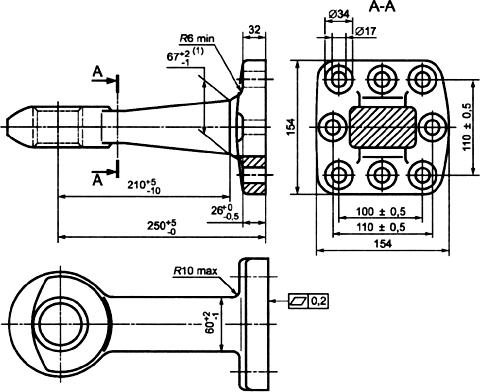 A-A
32
Ø34
R6 min
Ø17
67+2 -1 (1)
A
154
110 ± 0,5
A
210+5 -10
26+0 -0,5
250+5 -0
100 ± 0,5
110 ± 0,5
154
R10 max
60+2 -1
0,2